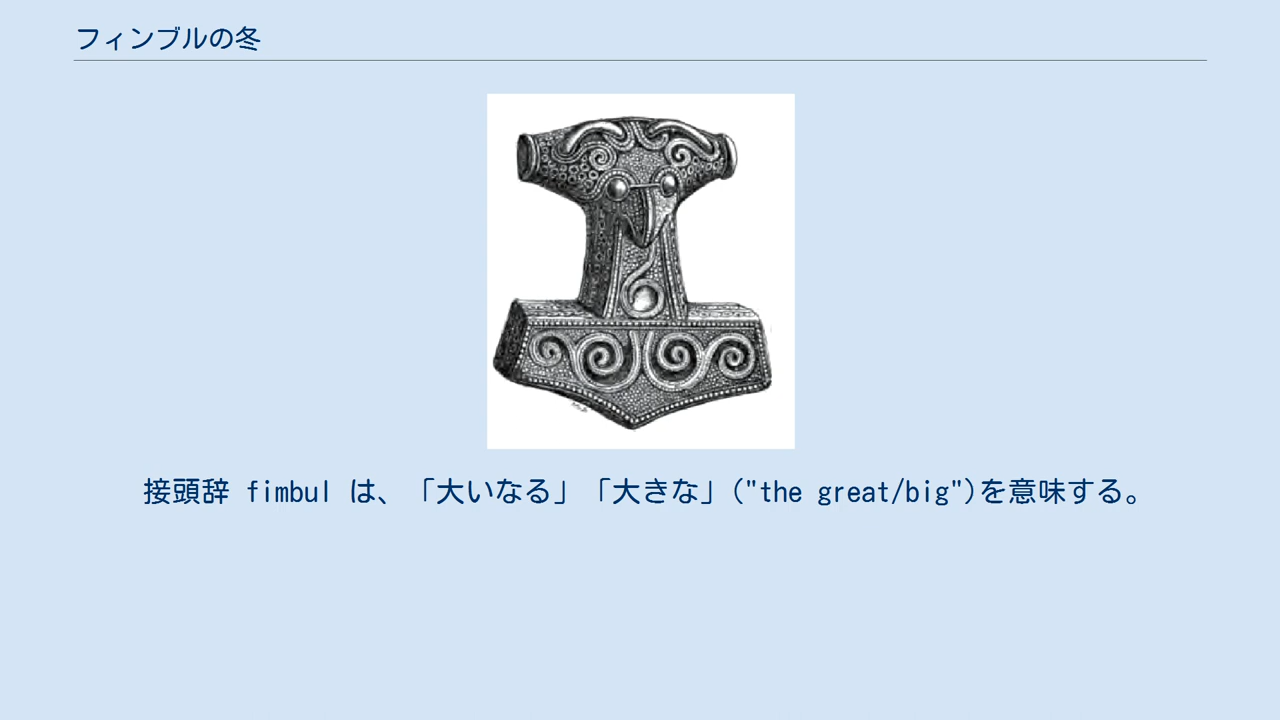 フィンブルの冬
接頭辞 fimbul は、「大いなる」「大きな」("the great/big")を意味する。